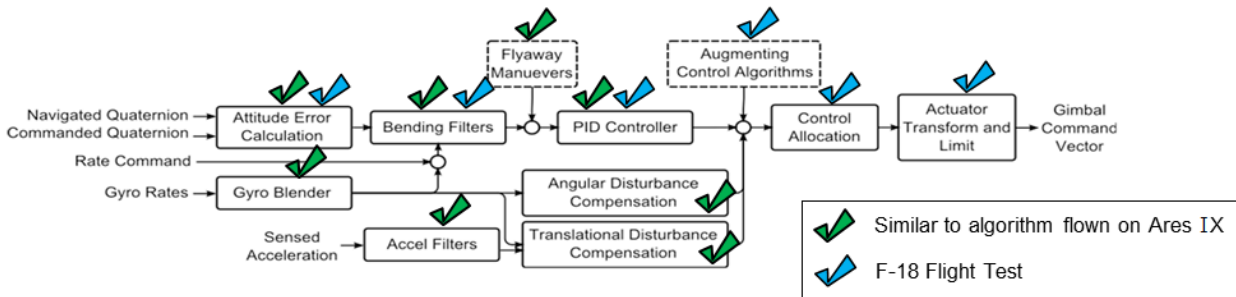 Flyaway
Manuevers
Augmenting
Control Algorithms
Navigated Quaternion
Commanded Quaternion
Attitude Error
Calculation
Bending Filters
PID Controller
Control
Allocation
Actuator
Transform and
Limit
Gimbal
Command
Vector
Rate Command
Gyro Rates
Gyro Blender
Angular Disturbance
Compensation
Sensed
Acceleration
Accel Filters
Translational Disturbance
Compensation
Similar to algorithm flown on Ares IX
F-18 Flight Test